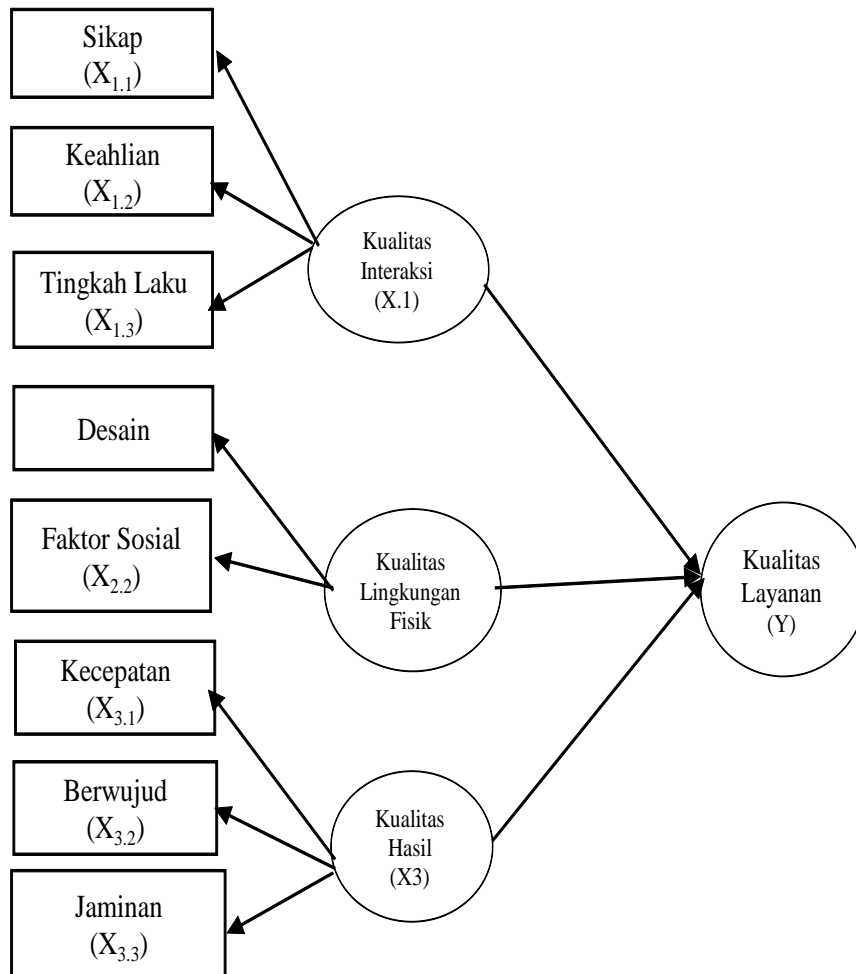 Sikap
(X1.1)
Keahlian
(X1.2)
Tingkah Laku
(X1.3)
Desain
Faktor Sosial
(X2.2)
Kecepatan
(X3.1)
Berwujud
(X3.2)
Jaminan
(X3.3)
Kualitas
Interaksi
(X.1)
Kualitas
Lingkungan
Fisik
Kualitas
Hasil
(X3)
Kualitas
Layanan
(Y)